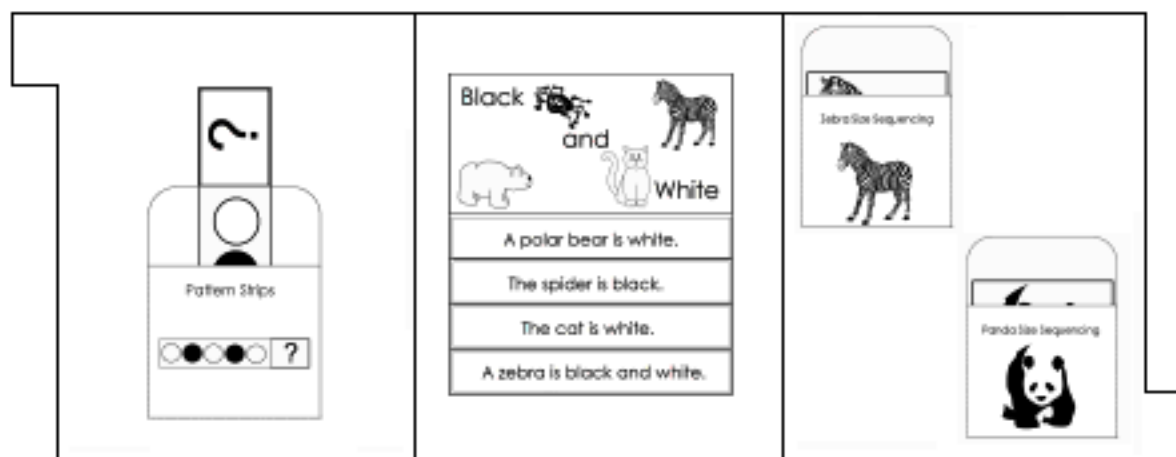 ?
Pattern Strips
?
Black
and
White
A polar bear is white.
The spider is black.
The cat is white.
A zebra is black and white.
Zebra Size Sequencing
Panda Size Sequencing